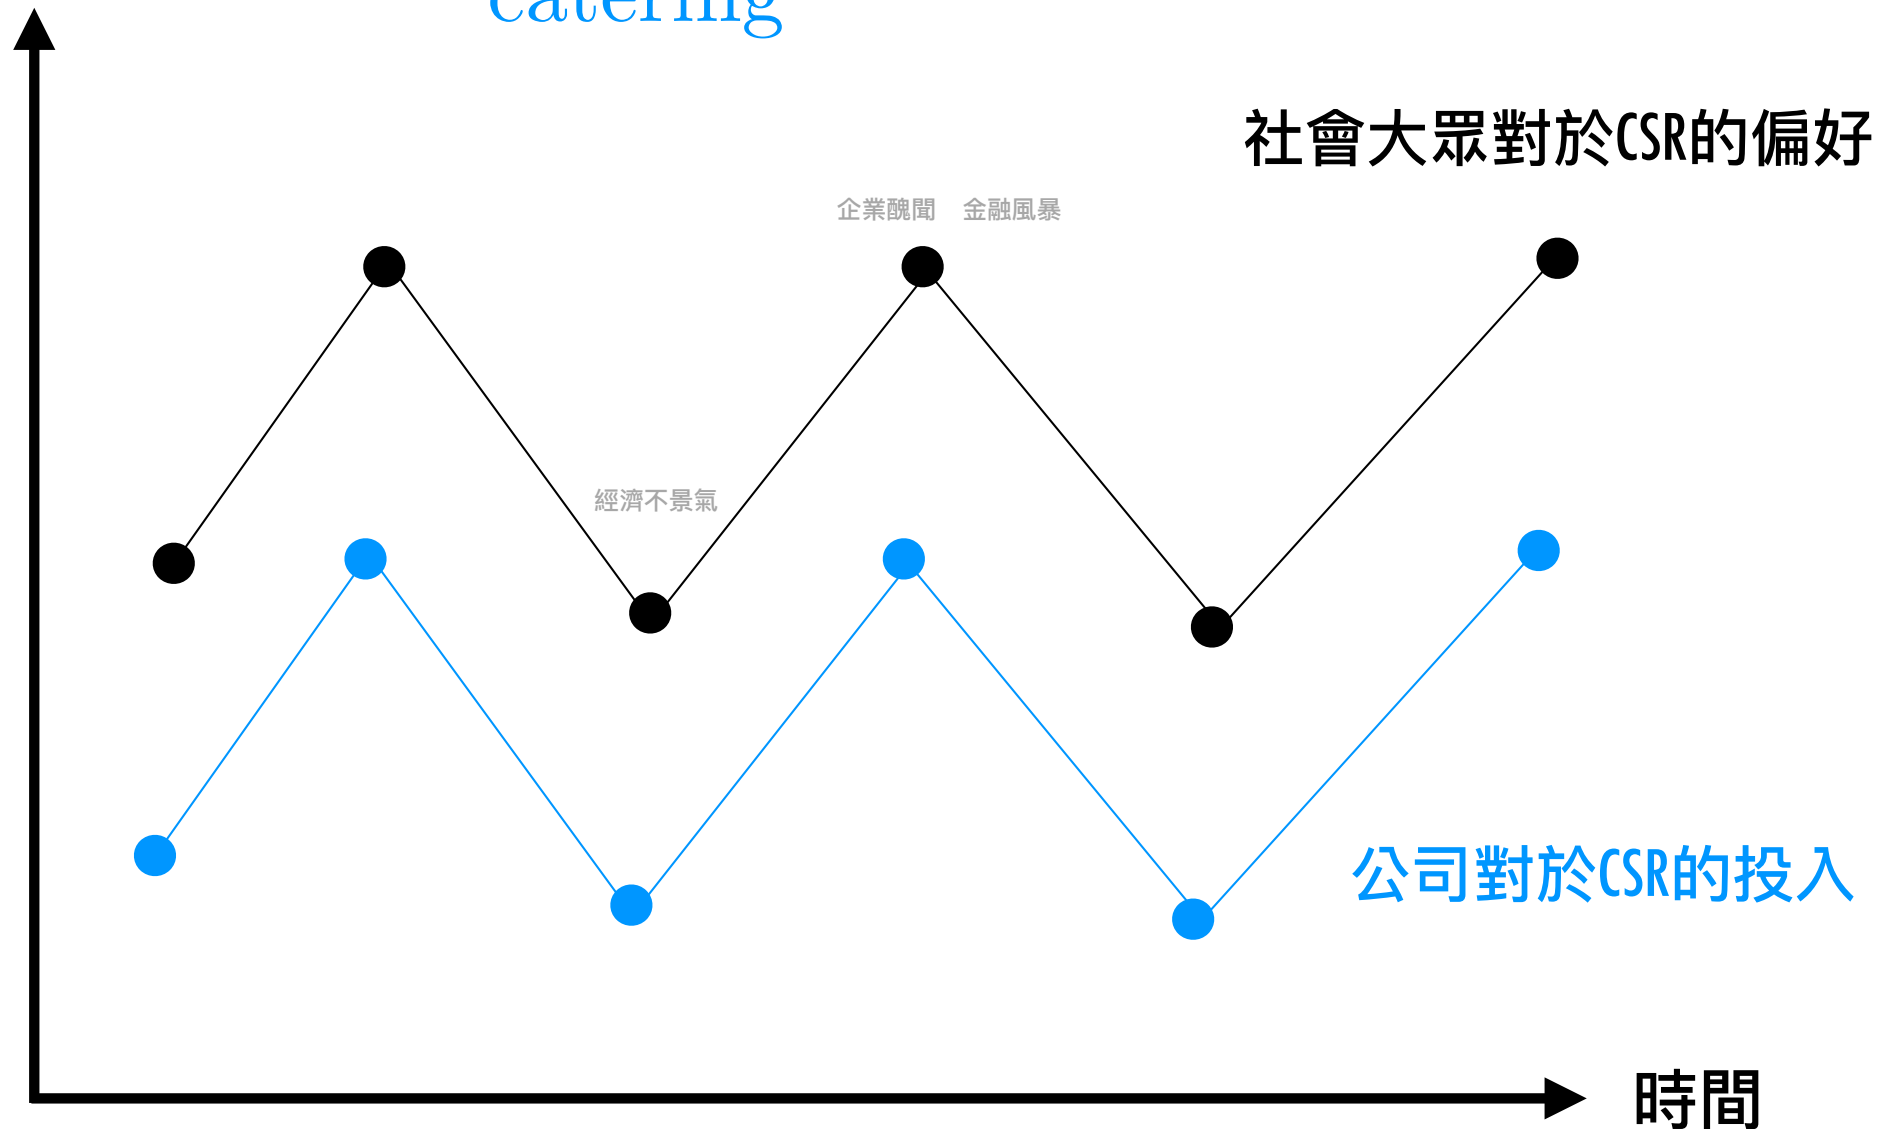 catering
社會大眾對於CSR的偏好
企業醜聞 金融風暴
經濟不景氣
公司對於CSR的投入
時間